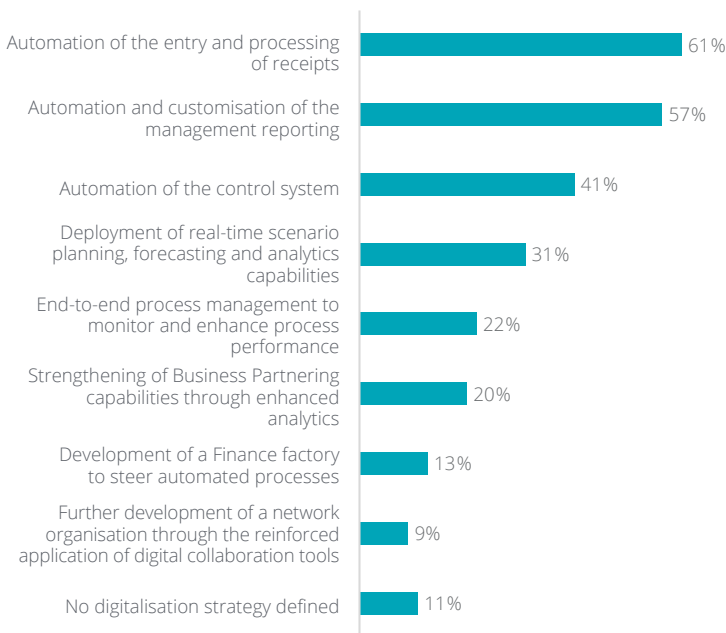 Automation of the entry and processing
of receipts
61%
Automation and customisation of the
management reporting
57%
Automation of the control system
41%
Deployment of real-time scenario
planning, forecasting and analytics
capabilities
31%
End-to-end process management to
monitor and enhance process
performance
22%
Strengthening of Business Partnering
capabilities through enhanced
analytics
20%
Development of a Finance factory
to steer automated processes
13%
Further development of a network
organisation through the reinforced
application of digital collaboration tools
9%
No digitalisation strategy defined
11%